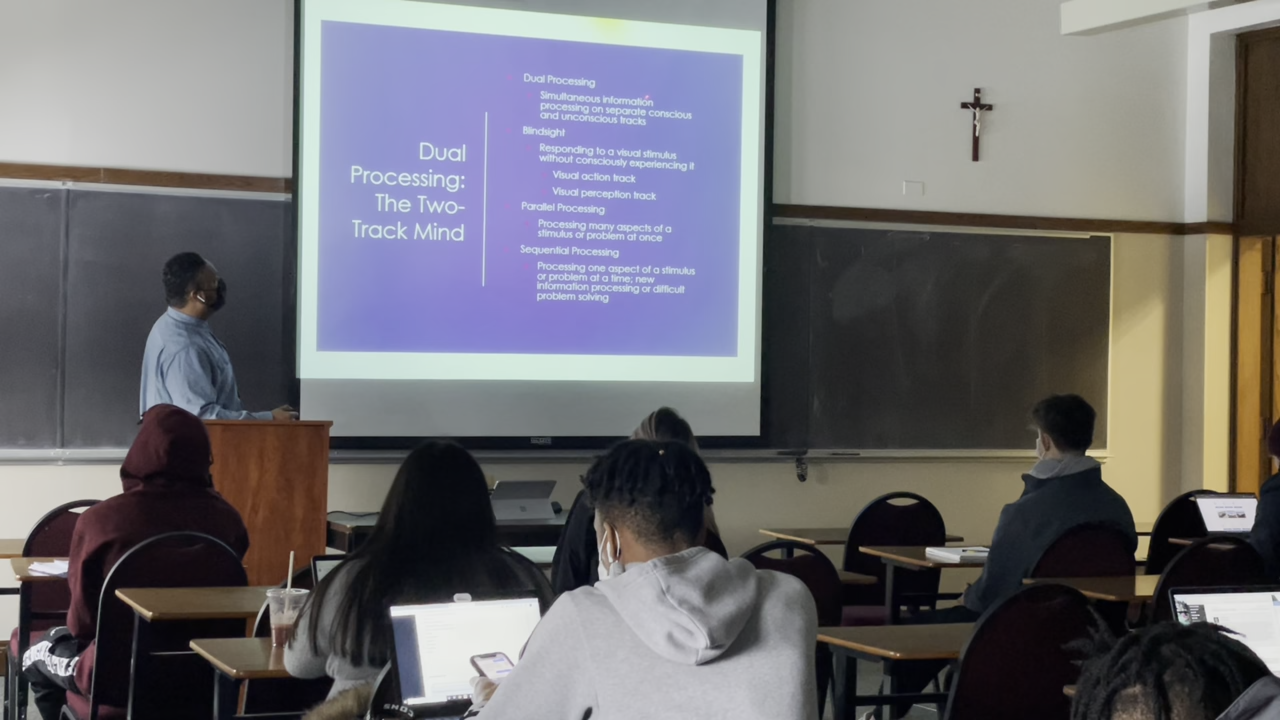 Dual
Processing:
The Two-
Track Mind
Dual Processing
Simultaneous information
processing on separate conscious
and unconscious tracks
Blindsight
Responding to a visual stimulus
without consciously experiencing it
Visual action track
Visual perception track
Parallel Processing
Processing many aspects of a
stimulus or problem at once
Sequential Processing
Processing one aspect of a stimulus
or problem at a time; new
information processing or difficult
problem solving